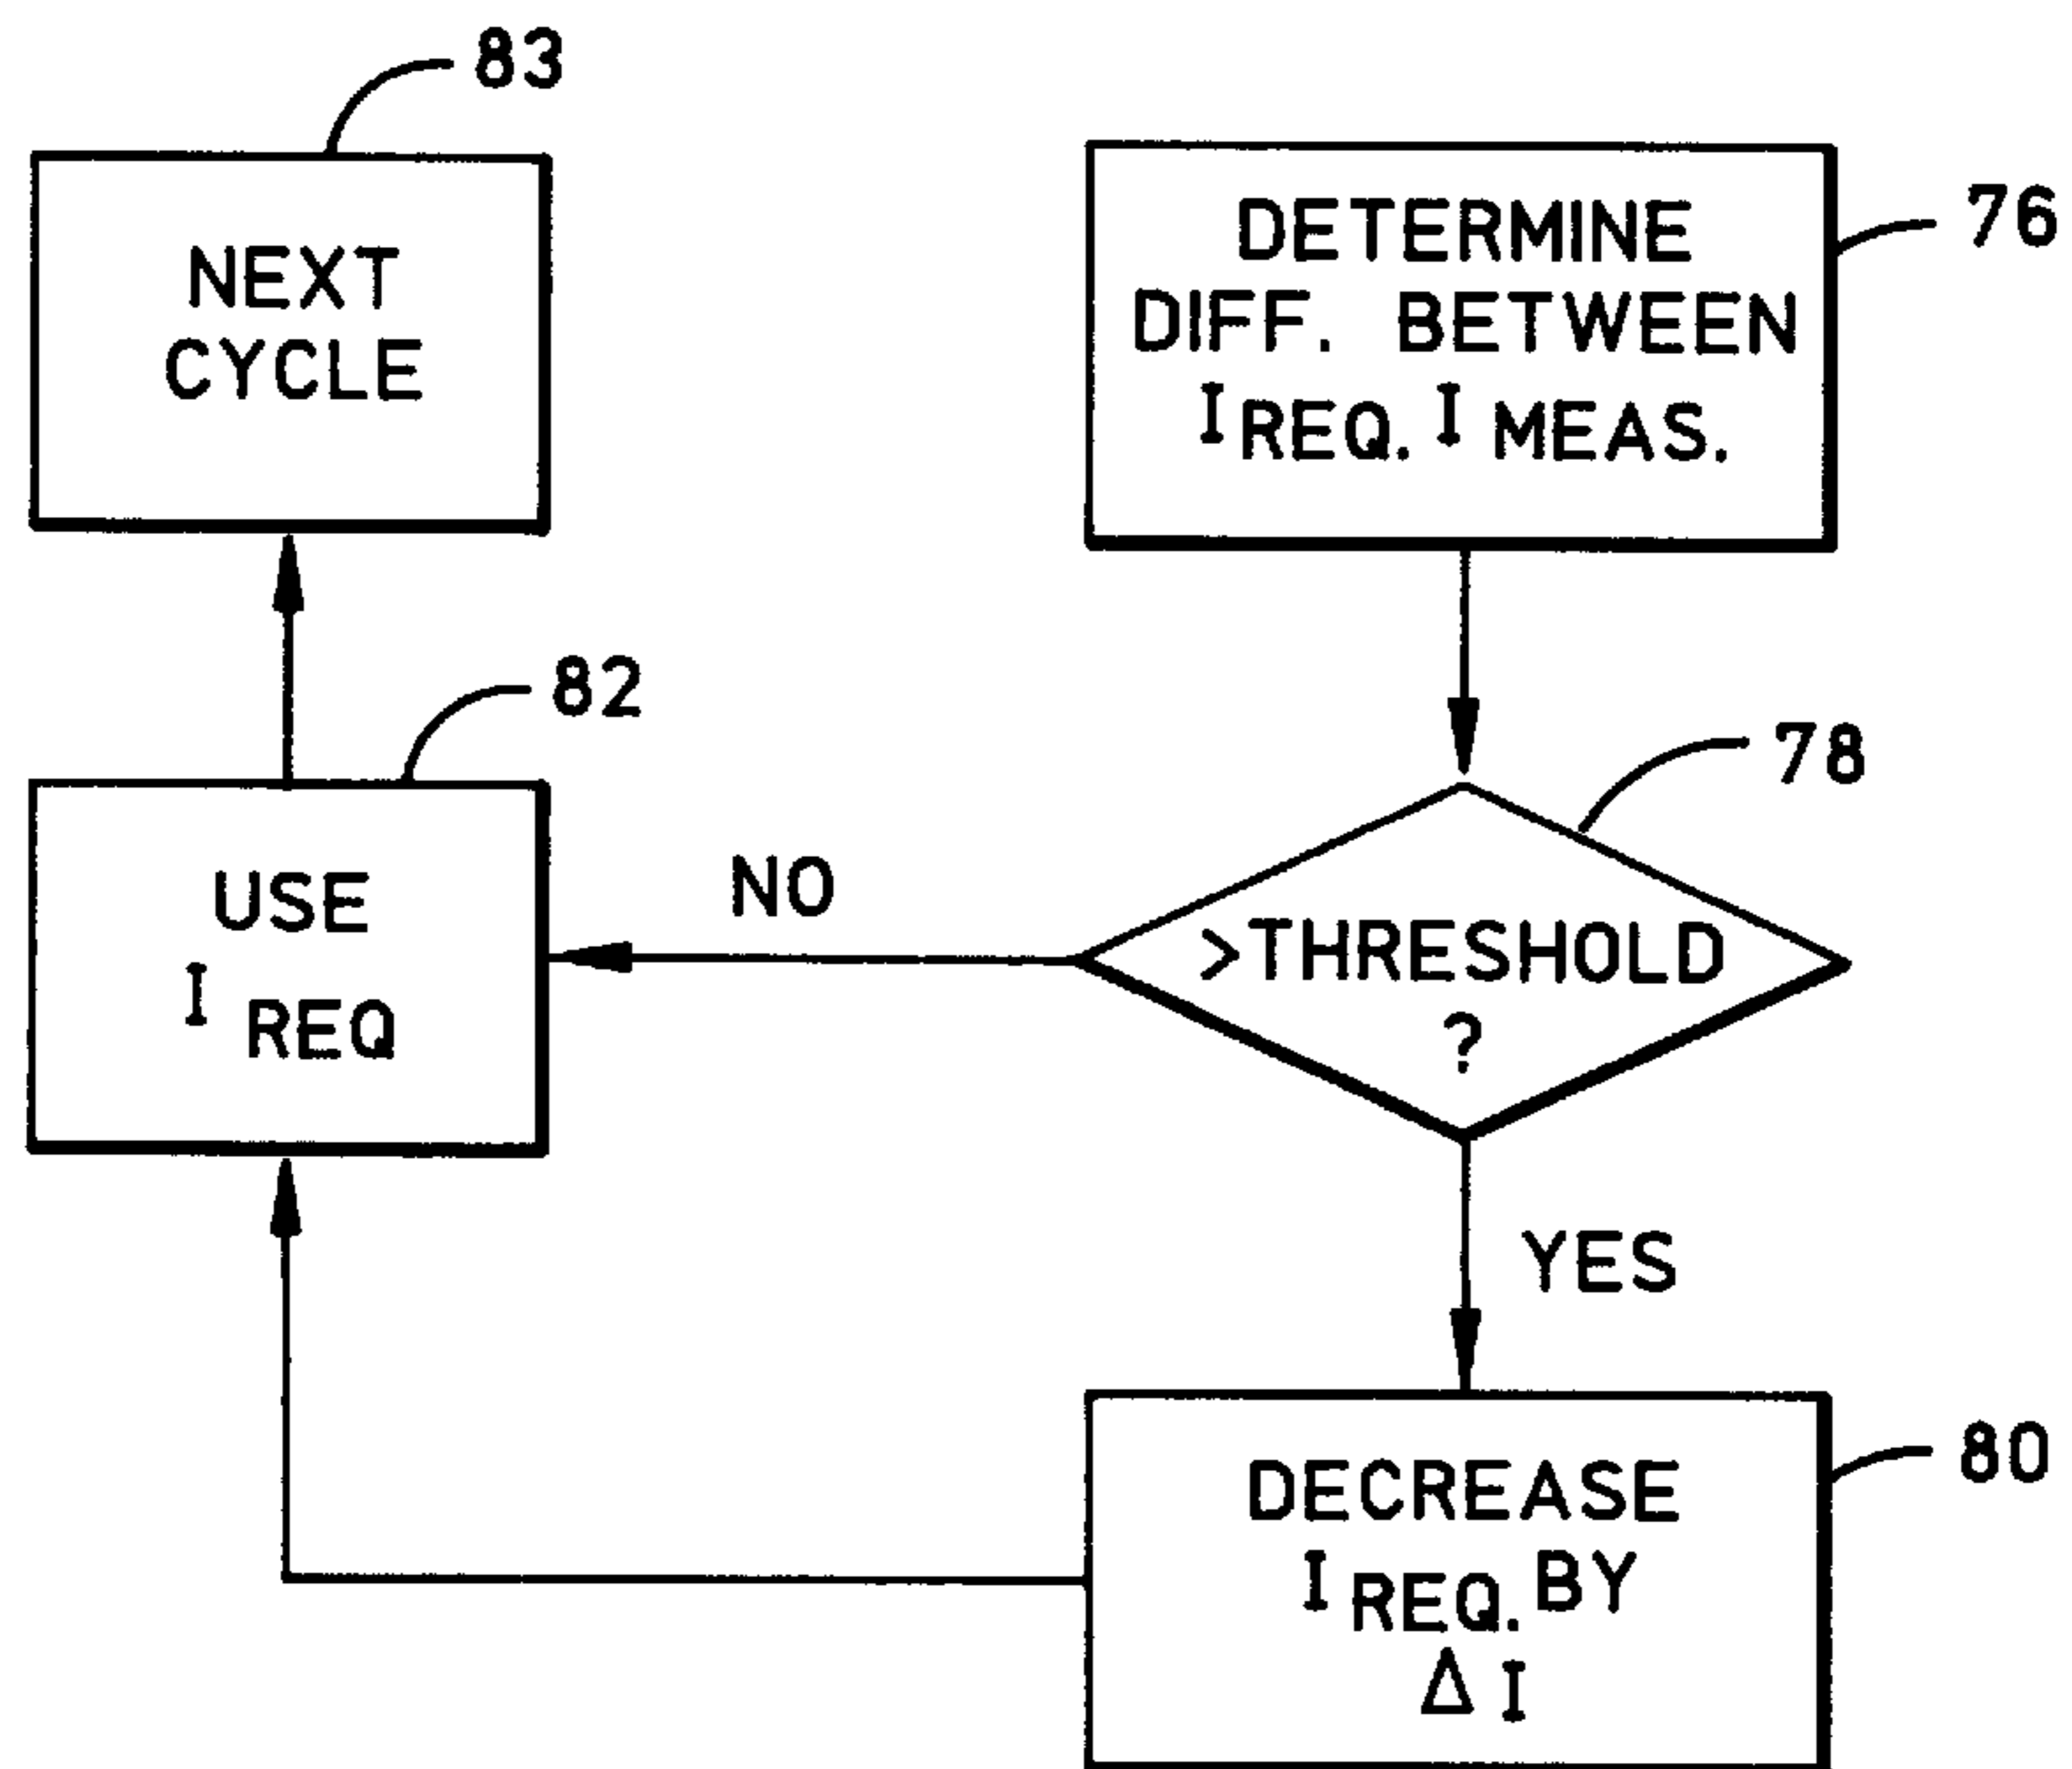 83
NEXT
CYCLE
76
DETERMINE
DIFF. BETWEEN
I REQ. I MEAS.
82
USE
I REQ
NO
78
>THRESHOLD
?
YES
80
DECREASE
I REQ. BY
Δ I